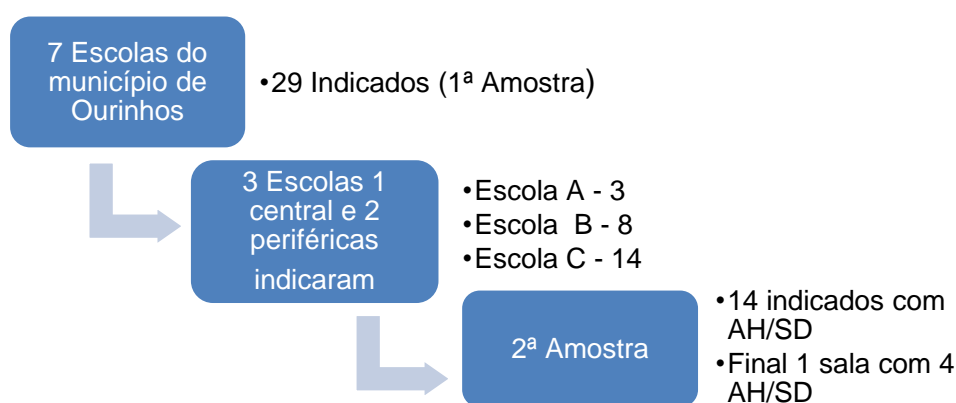 7 Escolas do
município de
Ourinhos
•29 Indicados (1ª Amostra)
3 Escolas 1
central e 2
periféricas
indicaram
•Escola A - 3
•Escola B - 8
•Escola C - 14
2ª Amostra
•14 indicados com
AH/SD
•Final 1 sala com 4
AH/SD